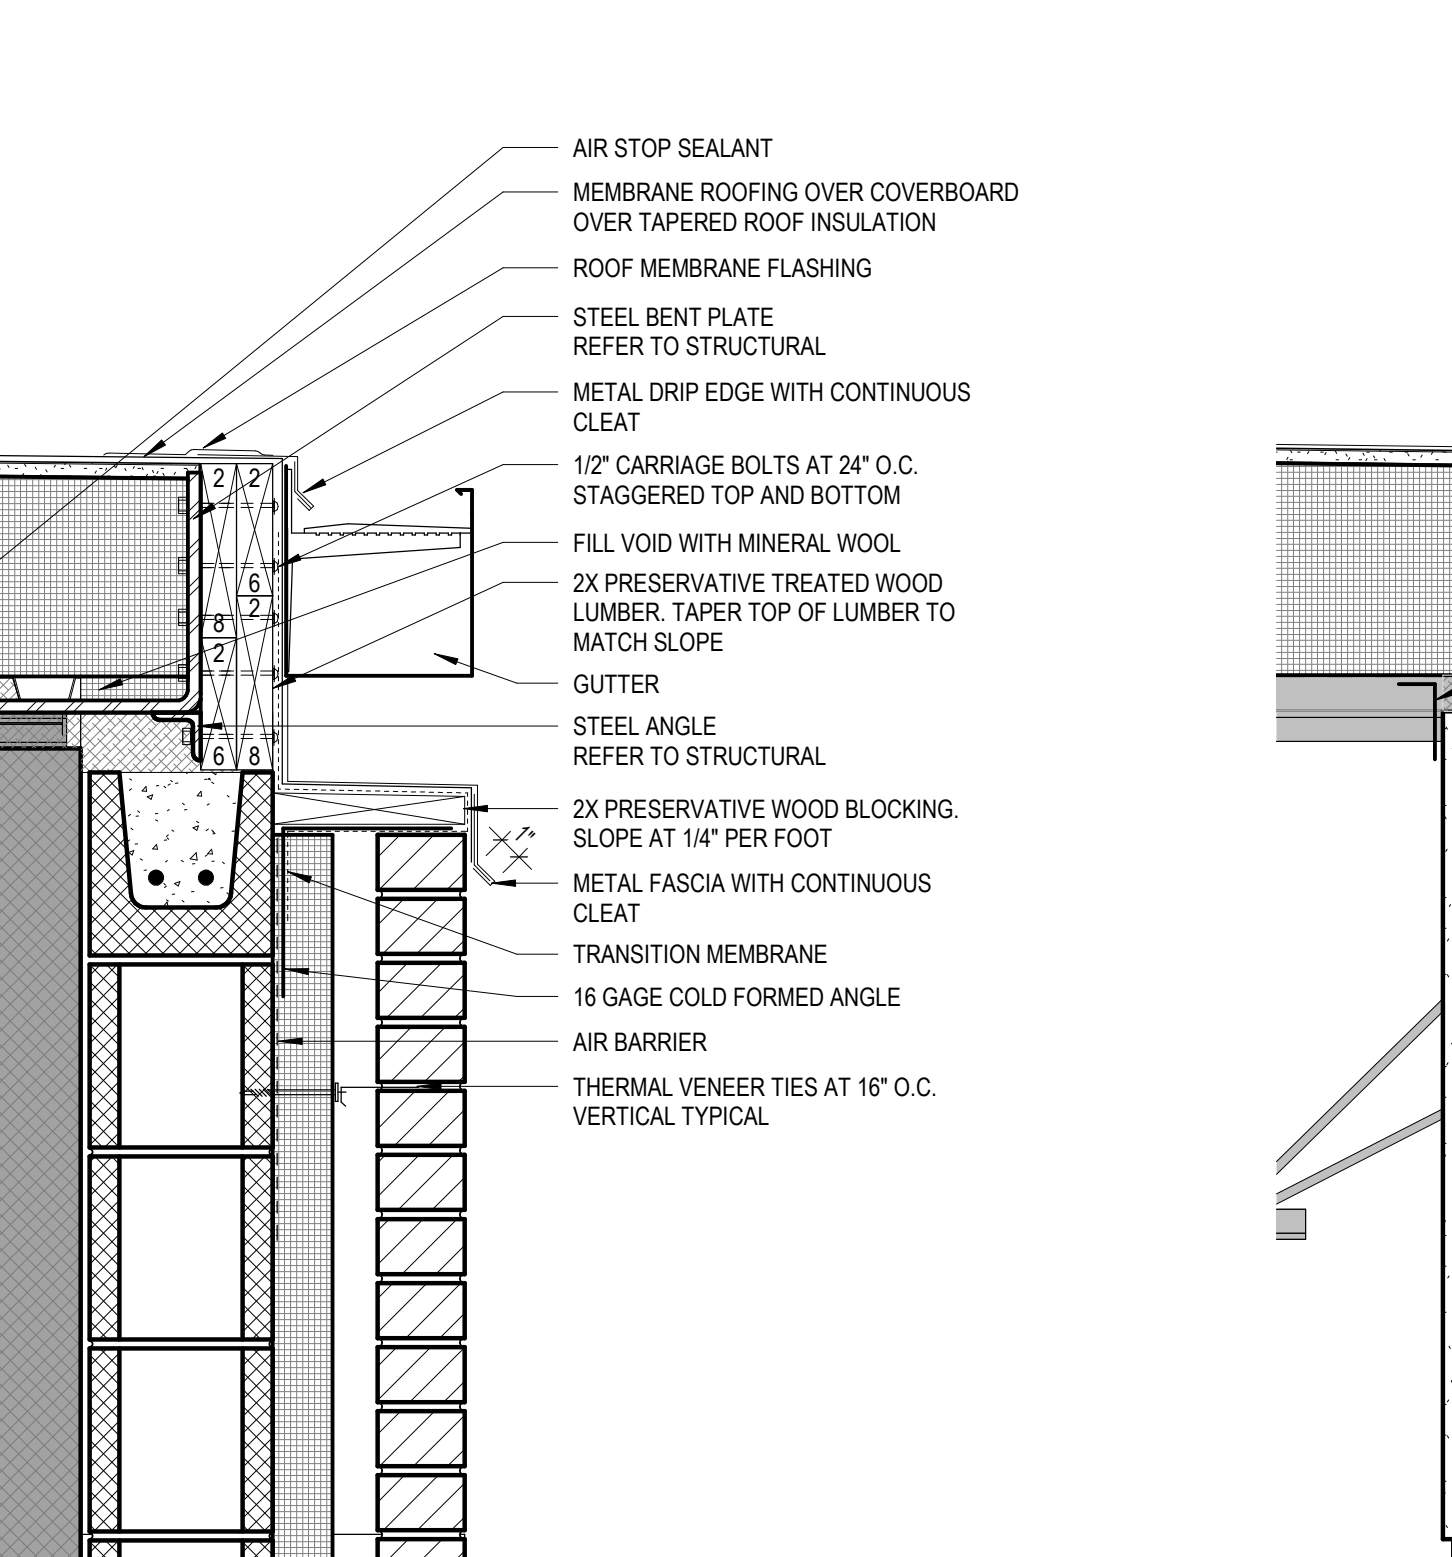 AIR STOP SEALANT
MEMBRANE ROOFING OVER COVERBOARD
OVER TAPERED ROOF INSULATION
ROOF MEMBRANE FLASHING
STEEL BENT PLATE
REFER TO STRUCTURAL
METAL DRIP EDGE WITH CONTINUOUS
CLEAT
1/2" CARRIAGE BOLTS AT 24" O.C.
STAGGERED TOP AND BOTTOM
FILL VOID WITH MINERAL WOOL
2X PRESERVATIVE TREATED WOOD
LUMBER. TAPER TOP OF LUMBER TO
MATCH SLOPE
GUTTER
STEEL ANGLE
REFER TO STRUCTURAL
2X PRESERVATIVE WOOD BLOCKING.
SLOPE AT 1/4" PER FOOT
METAL FASCIA WITH CONTINUOUS
CLEAT
TRANSITION MEMBRANE
16 GAGE COLD FORMED ANGLE
AIR BARRIER
THERMAL VENEER TIES AT 16" O.C.
VERTICAL TYPICAL
2 2
6
2
8
2
6 8
1"